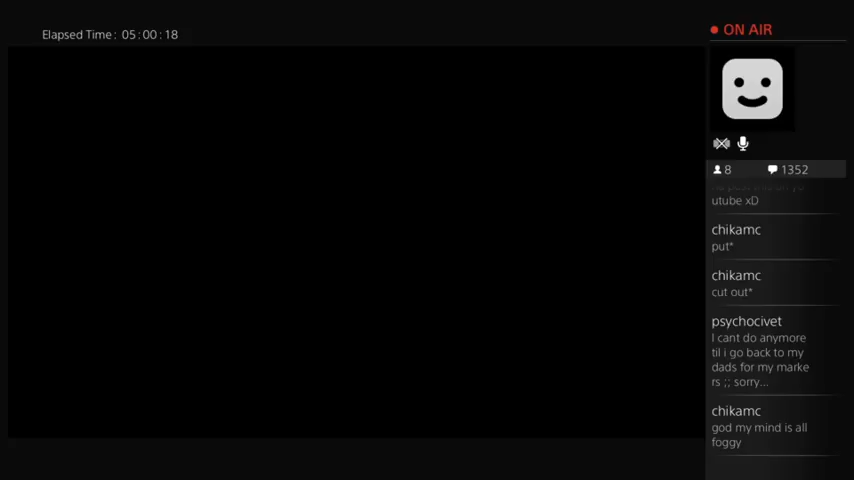 Elapsed Time: 05:00:18
ON AIR
8 1352
utube xD
chikamc
put*
chikamc
cut out*
psychocivet
I cant do anymore
til i go back to my
dads for my marke
rs ;; sorry...
chikamc
god my mind is all
foggy